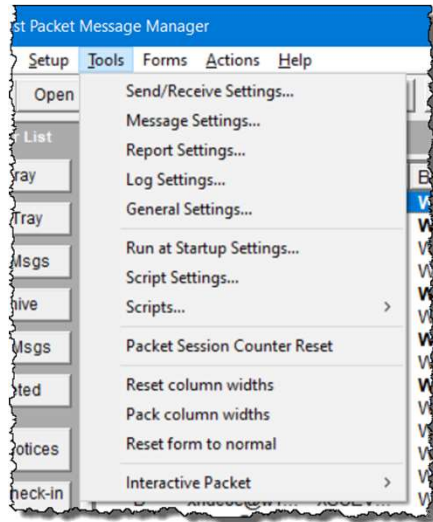 st Packet Message Manager
Setup Tools Forms Actions Help
Open
r List
ray
Tray
Msgs
hive
Msgs
ted
otices
heck-in
Send/Receive Settings...
Message Settings...
Report Settings...
Log Settings...
General Settings...
Run at Startup Settings...
Script Settings...
Scripts...
Packet Session Counter Reset
Reset column widths
Pack column widths
Reset form to normal
Interactive Packet